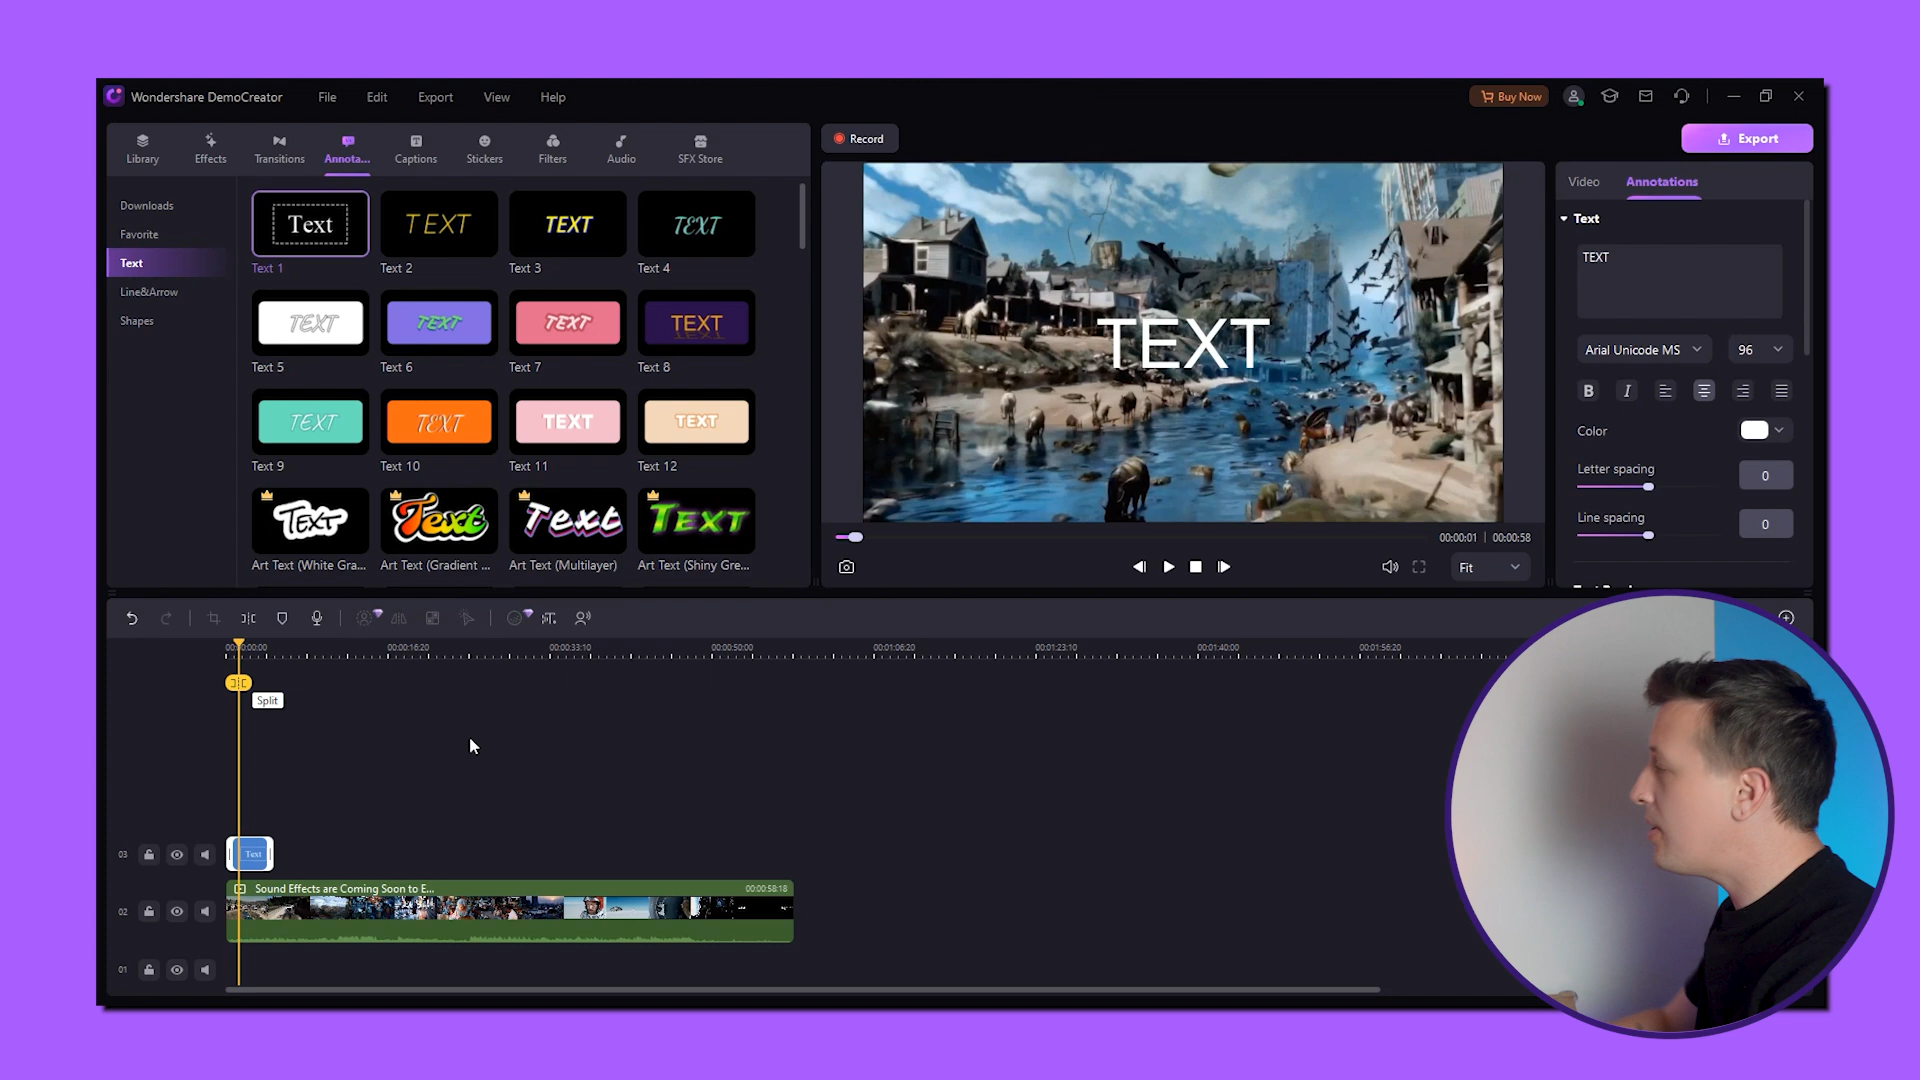 Wondershare DemoCreator File Edit Export View Help
Buy Now
Library Effects Transitions Annota... Captions Stickers Filters Audio SFX Store
Record
Export
Downloads
Favorite
Text
Line&Arrow
Shapes
Text TEXT TEXT TEXT
Text 1 Text 2 Text 3 Text 4
TEXT TEXT TEXT TEXT
Text 5 Text 6 Text 7 Text 8
TEXT TEXT TEXT TEXT
Text 9 Text 10 Text 11 Text 12
TEXT Text Text TEXT
Art Text (White Gra... Art Text (Gradient ... Art Text (Multilayer) Art Text (Shiny Gre...
TEXT
00:00:01 | 00:00:58
Fit
Video Annotations
Text
TEXT
Arial Unicode MS 96
B I
Color
Letter spacing 0
Line spacing 0
00:00:16:20 00:00:33:10 00:00:50:00 00:01:06:20 00:01:23:10 00:01:40:00 00:01:56:20
Split
03 Text
Sound Effects are Coming Soon to E... 00:00:58:18
02
01